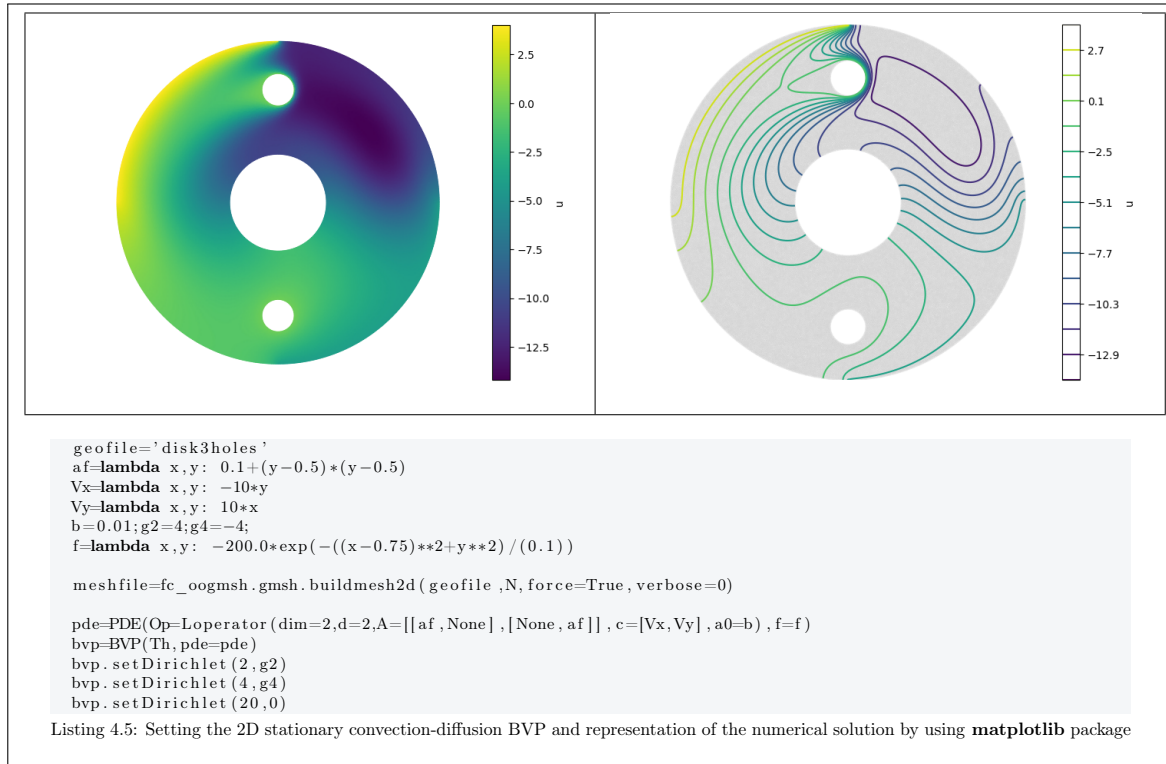 2.5
0.0
−2.5
−5.0
−7.5
−10.0
−12.5
u
2.7
0.1
−2.5
−5.1
−7.7
−10.3
−12.9
u
geofile='disk3holes'
af=lambda x,y: 0.1+(y−0.5)*(y−0.5)
Vx=lambda x,y: −10*y
Vy=lambda x,y: 10*x
b=0.01;g2=4;g4=−4;
f=lambda x,y: −200.0*exp(−((x−0.75)**2+y**2)/(0.1))
meshfile=fc_oogmsh.gmsh.buildmesh2d(geofile,N,force=True,verbose=0)
pde=PDE(Op=Loperator(dim=2,d=2,A=[[af,None],[None,af]],c=[Vx,Vy],a0=b),f=f)
bvp=BVP(Th,pde=pde)
bvp.setDirichlet(2,g2)
bvp.setDirichlet(4,g4)
bvp.setDirichlet(20,0)
Listing 4.5: Setting the 2D stationary convection-diffusion BVP and representation of the numerical solution by using matplotlib package